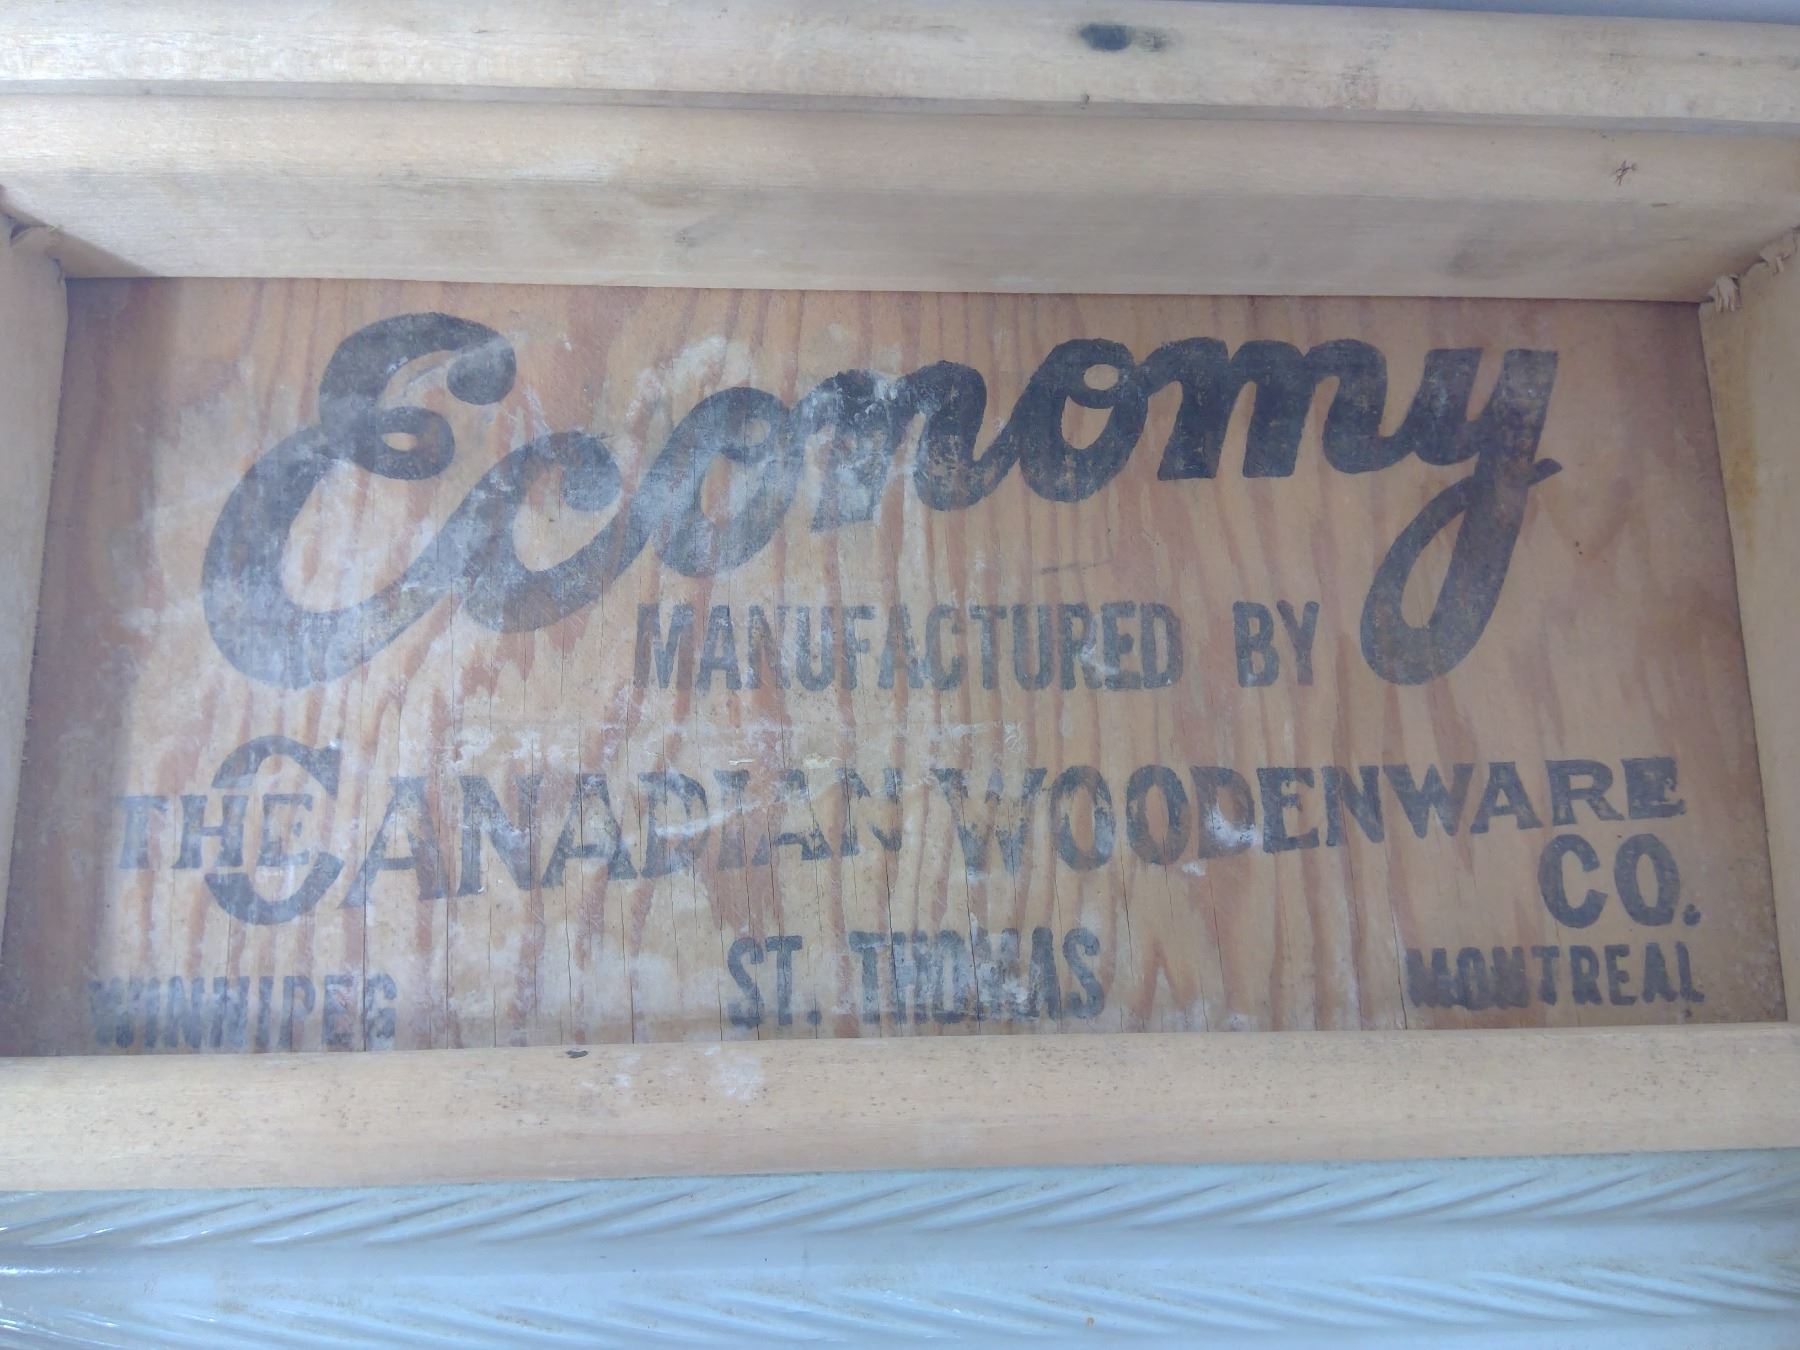 Economy
MANUFACTURED BY
THE CANADIAN WOODENWARE
CO.
WINNIPEG ST. THOMAS MONTREAL